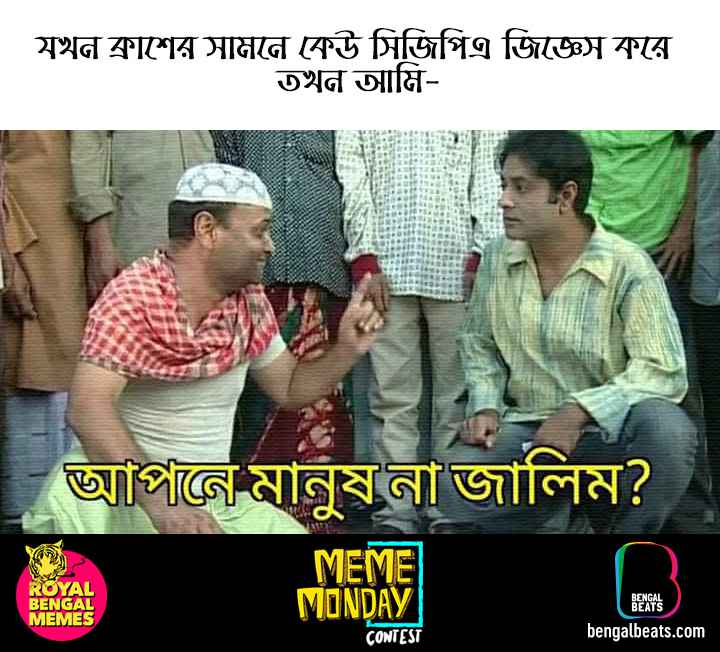 যখন ক্রাশের সামনে কেউ সিজিপিএ জিজ্ঞেস করে
তখন আমি-
আপনে মানুষ না জালিম?
ROYAL
BENGAL
MEMES
MEME
MONDAY
CONTEST
BENGAL
BEATS
bengalbeats.com